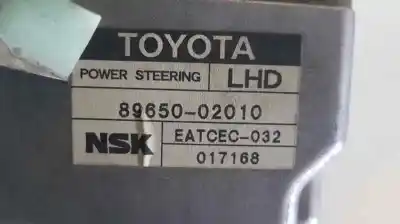 TOYOTA
POWER STEERING LHD
89650-02010
NSK EATCEC-032
017168